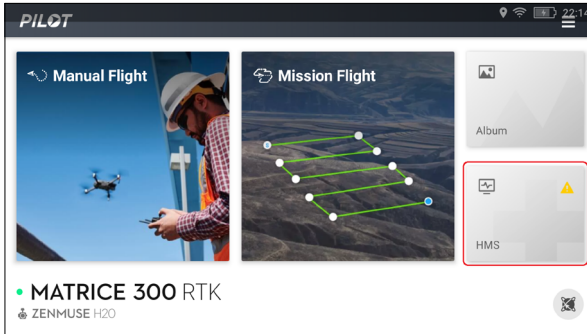 PILOT
22:14
Manual Flight
Mission Flight
Album
HMS
MATRICE 300 RTK
ZENMUSE H20